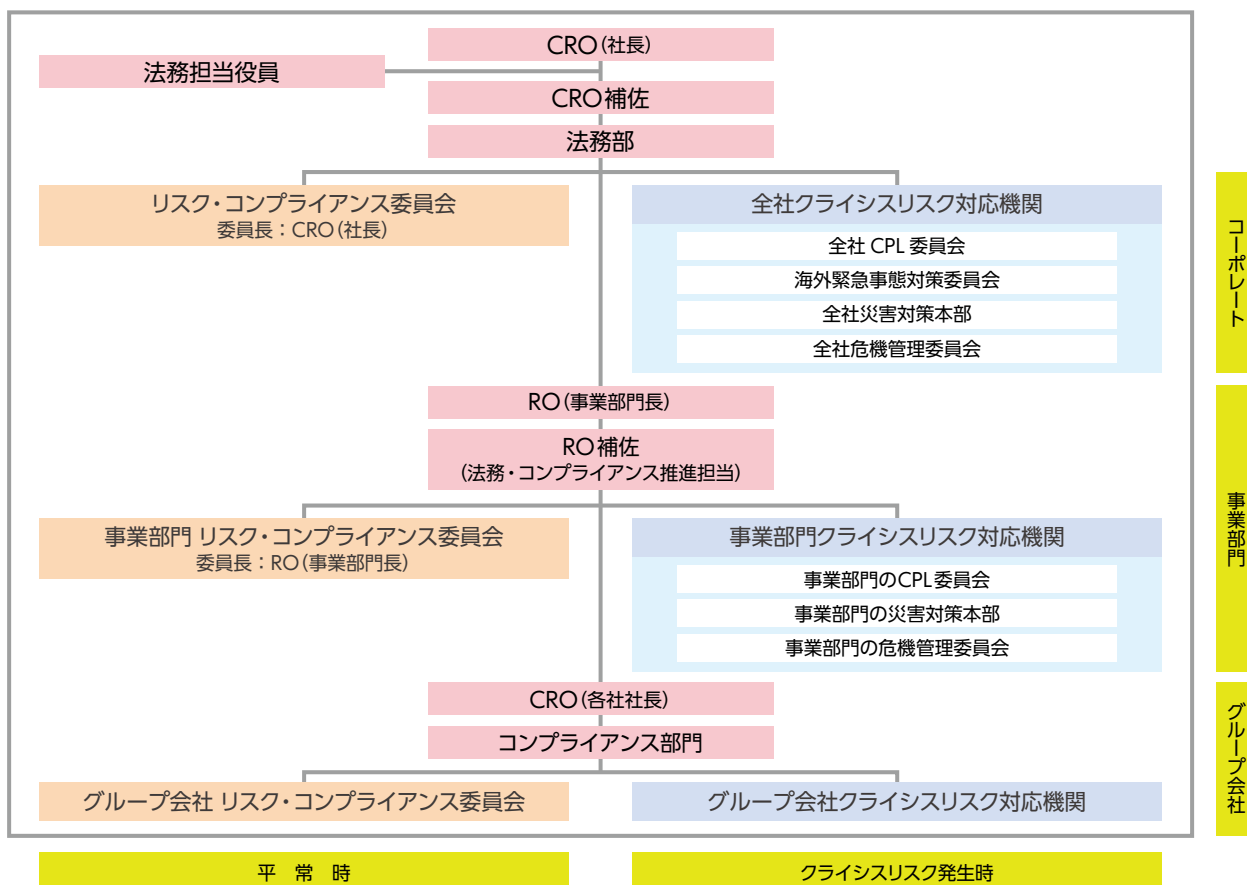 CRO(社長)
法務担当役員
CRO補佐
法務部
リスク・コンプライアンス委員会
委員長：CRO(社長)
全社クライシスリスク対応機関
全社 CPL 委員会
海外緊急事態対策委員会
全社災害対策本部
全社危機管理委員会
コーポレート
RO(事業部門長)
RO補佐
(法務・コンプライアンス推進担当)
事業部門 リスク・コンプライアンス委員会
委員長：RO(事業部門長)
事業部門クライシスリスク対応機関
事業部門のCPL委員会
事業部門の災害対策本部
事業部門の危機管理委員会
事業部門
CRO(各社社長)
コンプライアンス部門
グループ会社 リスク・コンプライアンス委員会
グループ会社クライシスリスク対応機関
グループ会社
平 常 時
クライシスリスク発生時